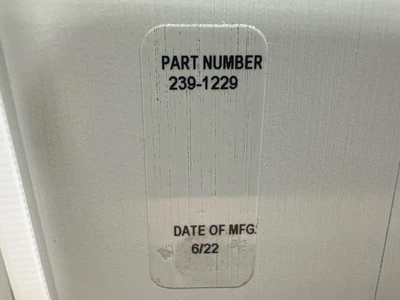 PART NUMBER
239-1229
DATE OF MFG.
6/22